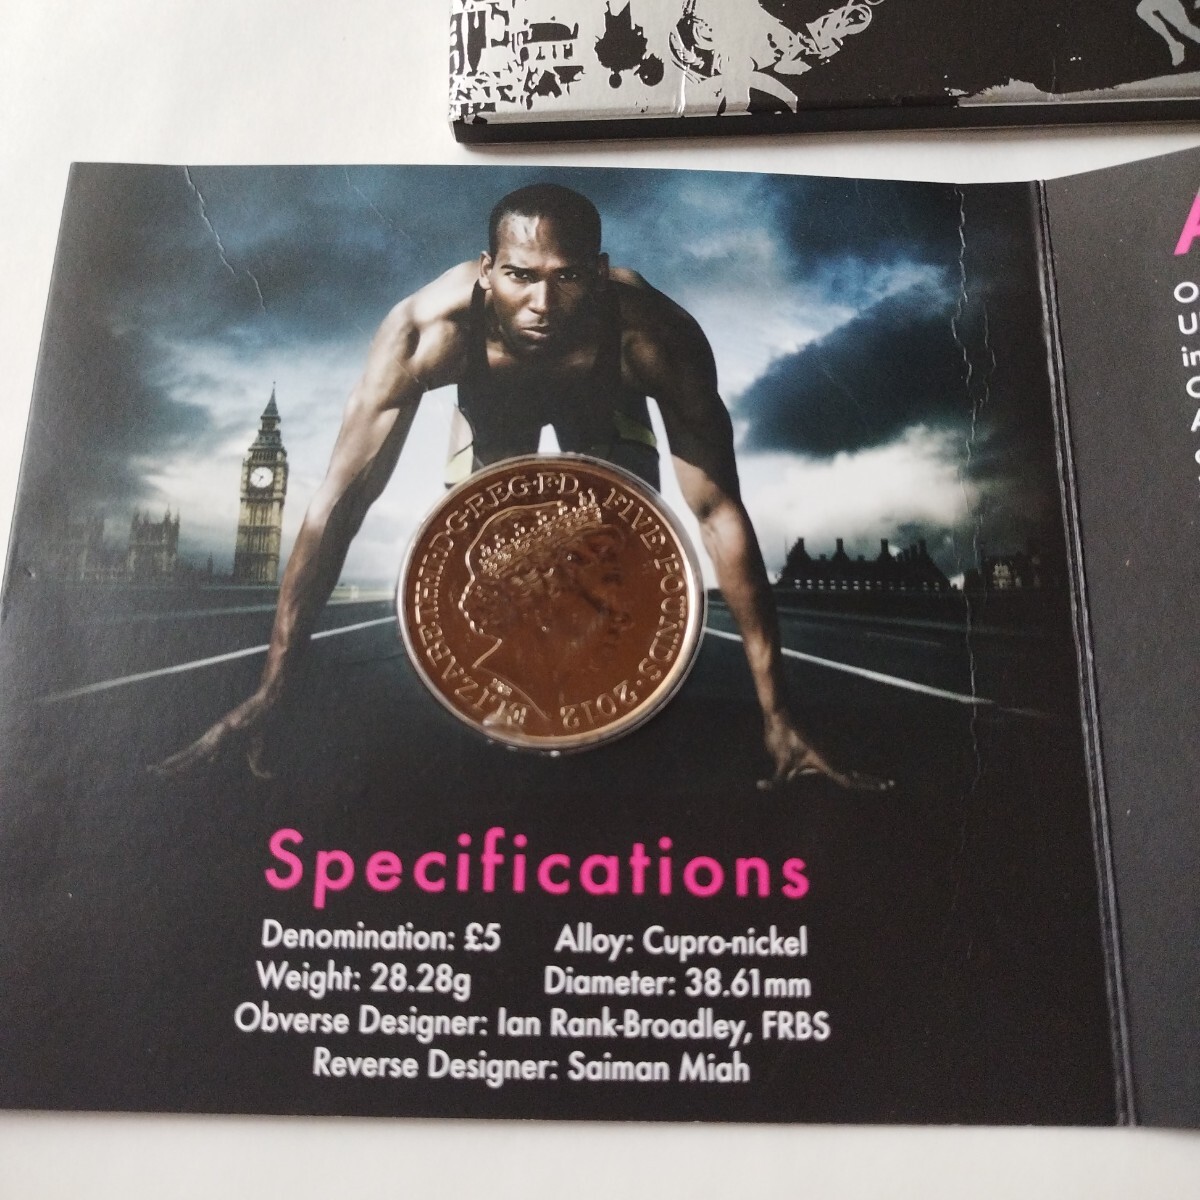 ELIZABETH·II·D·G·REG·F·D· FIVE POUNDS·2012
Specifications
Denomination: £5 Alloy: Cupro-nickel
Weight: 28.28g Diameter: 38.61mm
Obverse Designer: Ian Rank-Broadley, FRBS
Reverse Designer: Saiman Miah